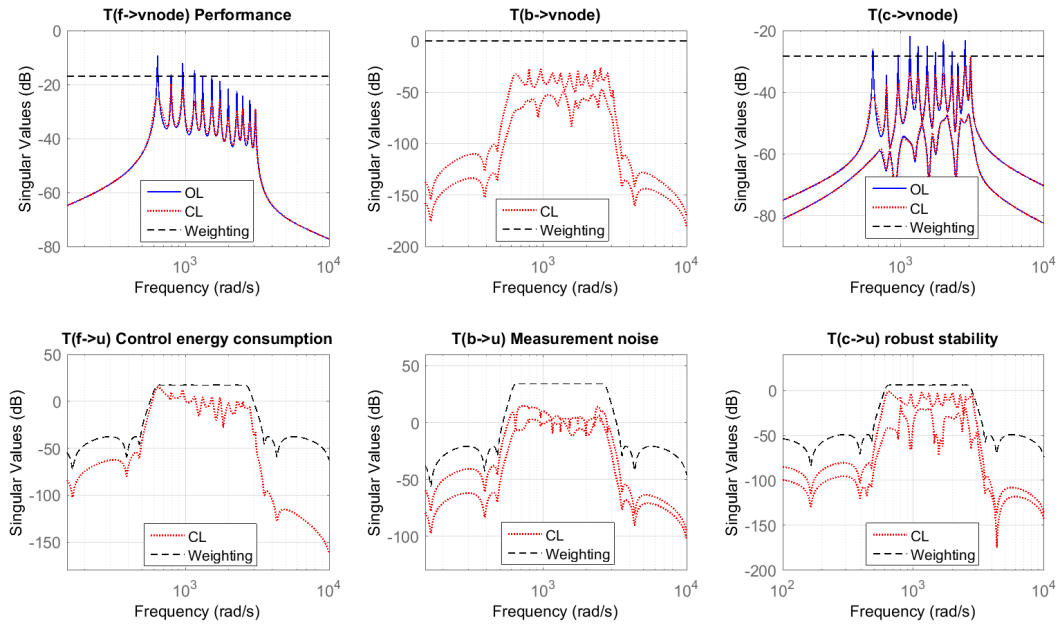 T(f->vnode) Performance
Singular Values (dB)
0
-20
-40
-60
-80
OL
CL
Weighting
10^3
10^4
Frequency (rad/s)
T(b->vnode)
Singular Values (dB)
0
-50
-100
-150
-200
CL
Weighting
10^3
10^4
Frequency (rad/s)
T(c->vnode)
Singular Values (dB)
-20
-40
-60
-80
OL
CL
Weighting
10^3
10^4
Frequency (rad/s)
T(f->u) Control energy consumption
Singular Values (dB)
50
0
-50
-100
-150
CL
Weighting
10^3
10^4
Frequency (rad/s)
T(b->u) Measurement noise
Singular Values (dB)
50
0
-50
-100
CL
Weighting
10^3
10^4
Frequency (rad/s)
T(c->u) robust stability
Singular Values (dB)
50
0
-50
-100
-150
-200
CL
Weighting
10^2
10^3
10^4
Frequency (rad/s)